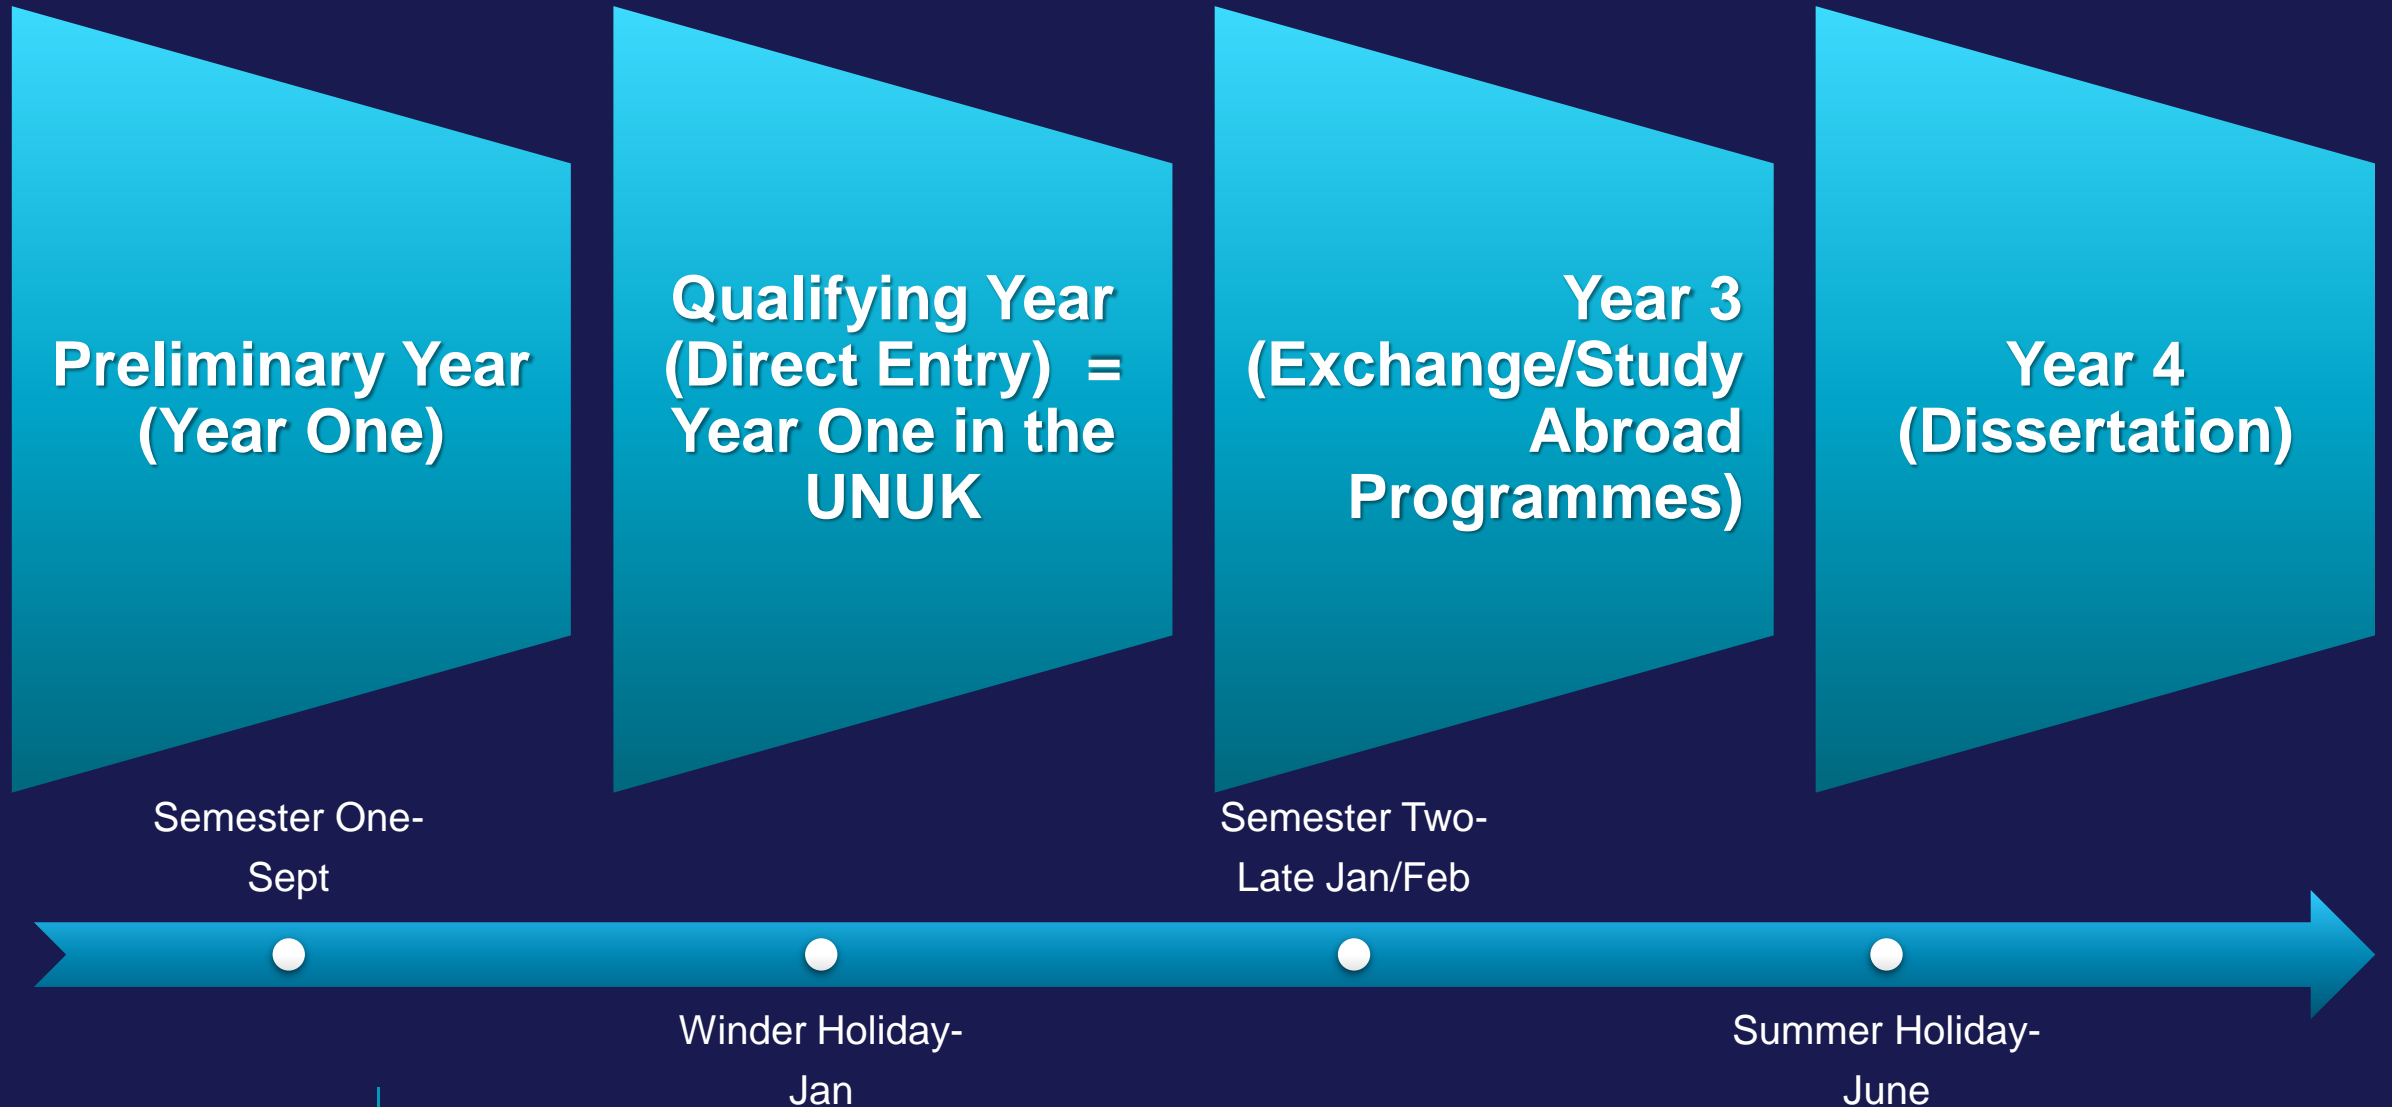 Preliminary Year
(Year One)
Qualifying Year
(Direct Entry)  =
Year One in the
UNUK
Year 3
(Exchange/Study
Abroad
Programmes)
Year 4
(Dissertation)
Semester One-
Sept
Winder Holiday-
Jan
Semester Two-
Late Jan/Feb
Summer Holiday-
June